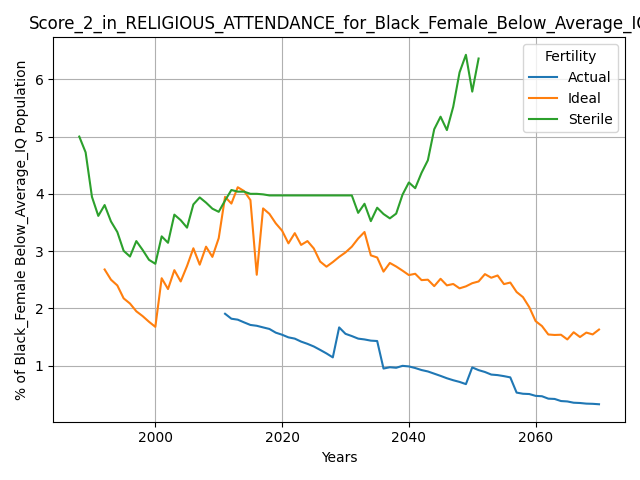 Score_2_in_RELIGIOUS_ATTENDANCE_for_Black_Female_Below_Average_IQ
Fertility
Actual
Ideal
Sterile
% of Black_Female Below_Average_IQ Population
6
5
4
3
2
1
2000 2020 2040 2060
Years